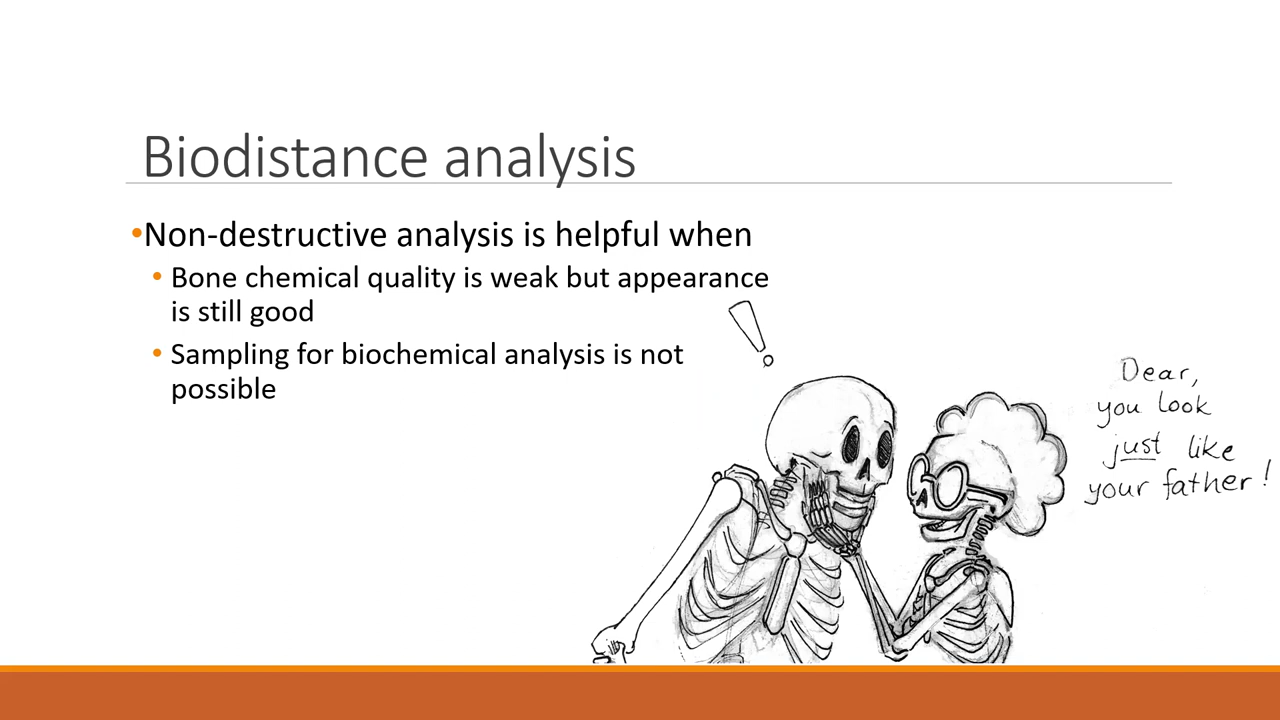 Biodistance analysis
•Non-destructive analysis is helpful when
• Bone chemical quality is weak but appearance
is still good
• Sampling for biochemical analysis is not
possible
!
Dear,
you look
just like
your father!